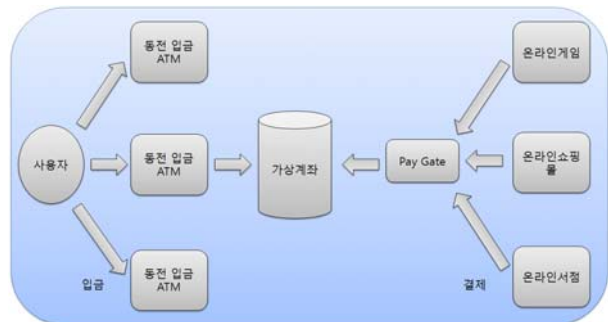 동전 입금
ATM
온라인게임
사용자
동전 입금
ATM
가상계좌
Pay Gate
온라인쇼핑
몰
입금
동전 입금
ATM
결제
온라인서점